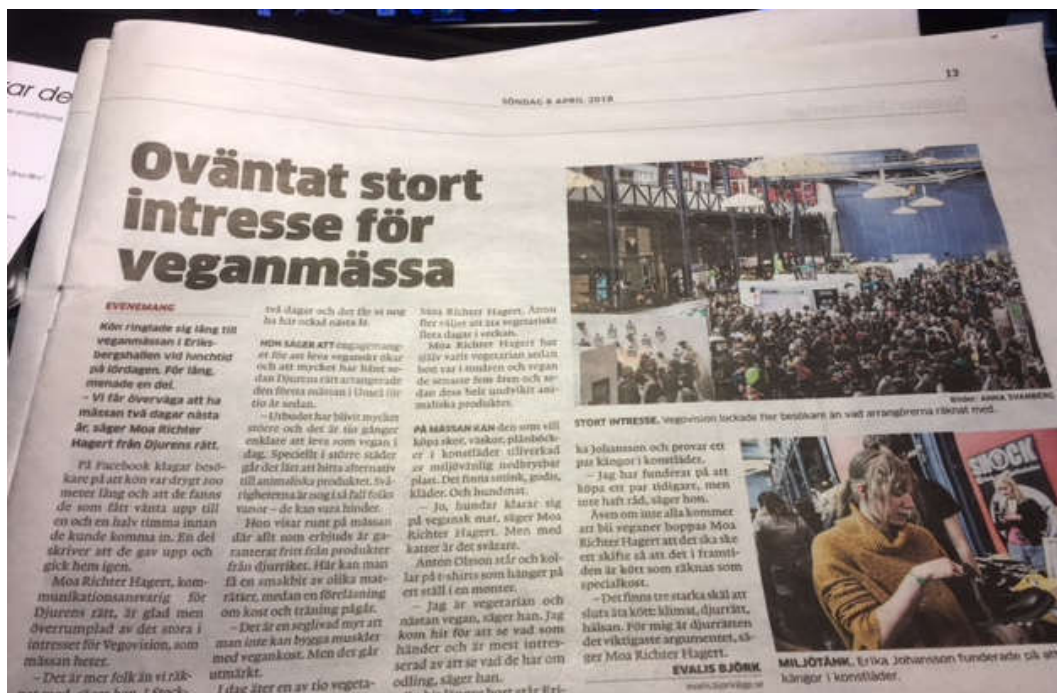 SÖNDAG 8 APRIL 2018
13
Oväntat stort
intresse för
veganmässa
EVENEMANG
Kön ringlade sig lång till
veganmässan i Eriks-
bergshallen vid lunchtid
på lördagen. För lång,
menade en del.
– Vi får överväga att ha
mässan två dagar nästa
år, säger Moa Richter
Hagert från Djurens rätt.
På Facebook klagar besö-
kare på att kön var drygt 200
meter lång och att de fanns
de som fått vänta upp till
en och en halv timma innan
de kunde komma in. En del
skriver att de gav upp och
gick hem igen.
Moa Richter Hagert, kom-
munikationsansvarig för
Djurens rätt, är glad men
överrumplad av det stora i
intresset för Vegovision, som
mässan heter.
– Det är mer folk än vi räk-
två dagar och det får vi nog
ha här också nästa år.
HON SÄGER ATT engagemang-
et för att leva veganskt ökar
och att mycket har hänt se-
dan Djurens rätt arrangerade
den första mässan i Umeå för
tio år sedan.
– Utbudet har blivit mycket
större och det är tio gånger
enklare att leva som vegan i
dag. Speciellt i större städer
går det lätt att hitta alternativ
till animaliska produkter. Svå-
righeterna är nog i så fall folks
vanor – de kan vara hinder.
Hon visar runt på mässan
där allt som erbjuds är ga-
ranterat fritt från produkter
från djurriket. Här kan man
få en smakbit av olika mat-
rätter, medan en föreläsning
om kost och träning pågår.
– Det är en seglivad myt att
man inte kan bygga muskler
med vegankost. Men det går
utmärkt.
I dag äter en av tio vegeta-
Moa Richter Hagert. Ännu
fler väljer att äta vegetariskt
flera dagar i veckan.
Moa Richter Hagert har
själv varit vegetarian sedan
hon var i tonåren och vegan
de senaste fem åren och se-
dan dess helt undvikit ani-
maliska produkter.
PÅ MÄSSAN KAN den som vill
köpa skor, väskor, plånböck-
er i konstläder tillverkad
av miljövänlig nedbrytbar
plast. Det finns smink, godis,
kläder. Och hundmat.
– Jo, hundar klarar sig
på vegansk mat, säger Moa
Richter Hagert. Men med
katter är det svårare.
Anton Olsson står och kol-
lar på t-shirts som hänger på
ett ställ i en monter.
– Jag är vegetarian och
nästan vegan, säger han. Jag
kom hit för att se vad som
händer och är mest intres-
serad av att se vad de har om
odling, säger han.
Bilder: ANNA SVANBERG
STORT INTRESSE. Vegovision lockade fler besökare än vad arrangörerna räknat med.
ka Johansson och provar ett
par kängor i konstläder.
– Jag har funderat på att
köpa ett par tidigare, men
inte haft råd, säger hon.
Även om inte alla kommer
att bli veganer hoppas Moa
Richter Hagert att det ska ske
ett skifte så att det i framti-
den är kött som räknas som
specialkost.
– Det finns tre starka skäl att
sluta äta kött: klimat, djurrätt,
hälsan. För mig är djurrätten
det viktigaste argumentet, sä-
ger Moa Richter Hagert.
EVALIS BJÖRK
MILJÖTÄNK. Erika Johansson funderade på att
kängor i konstläder.